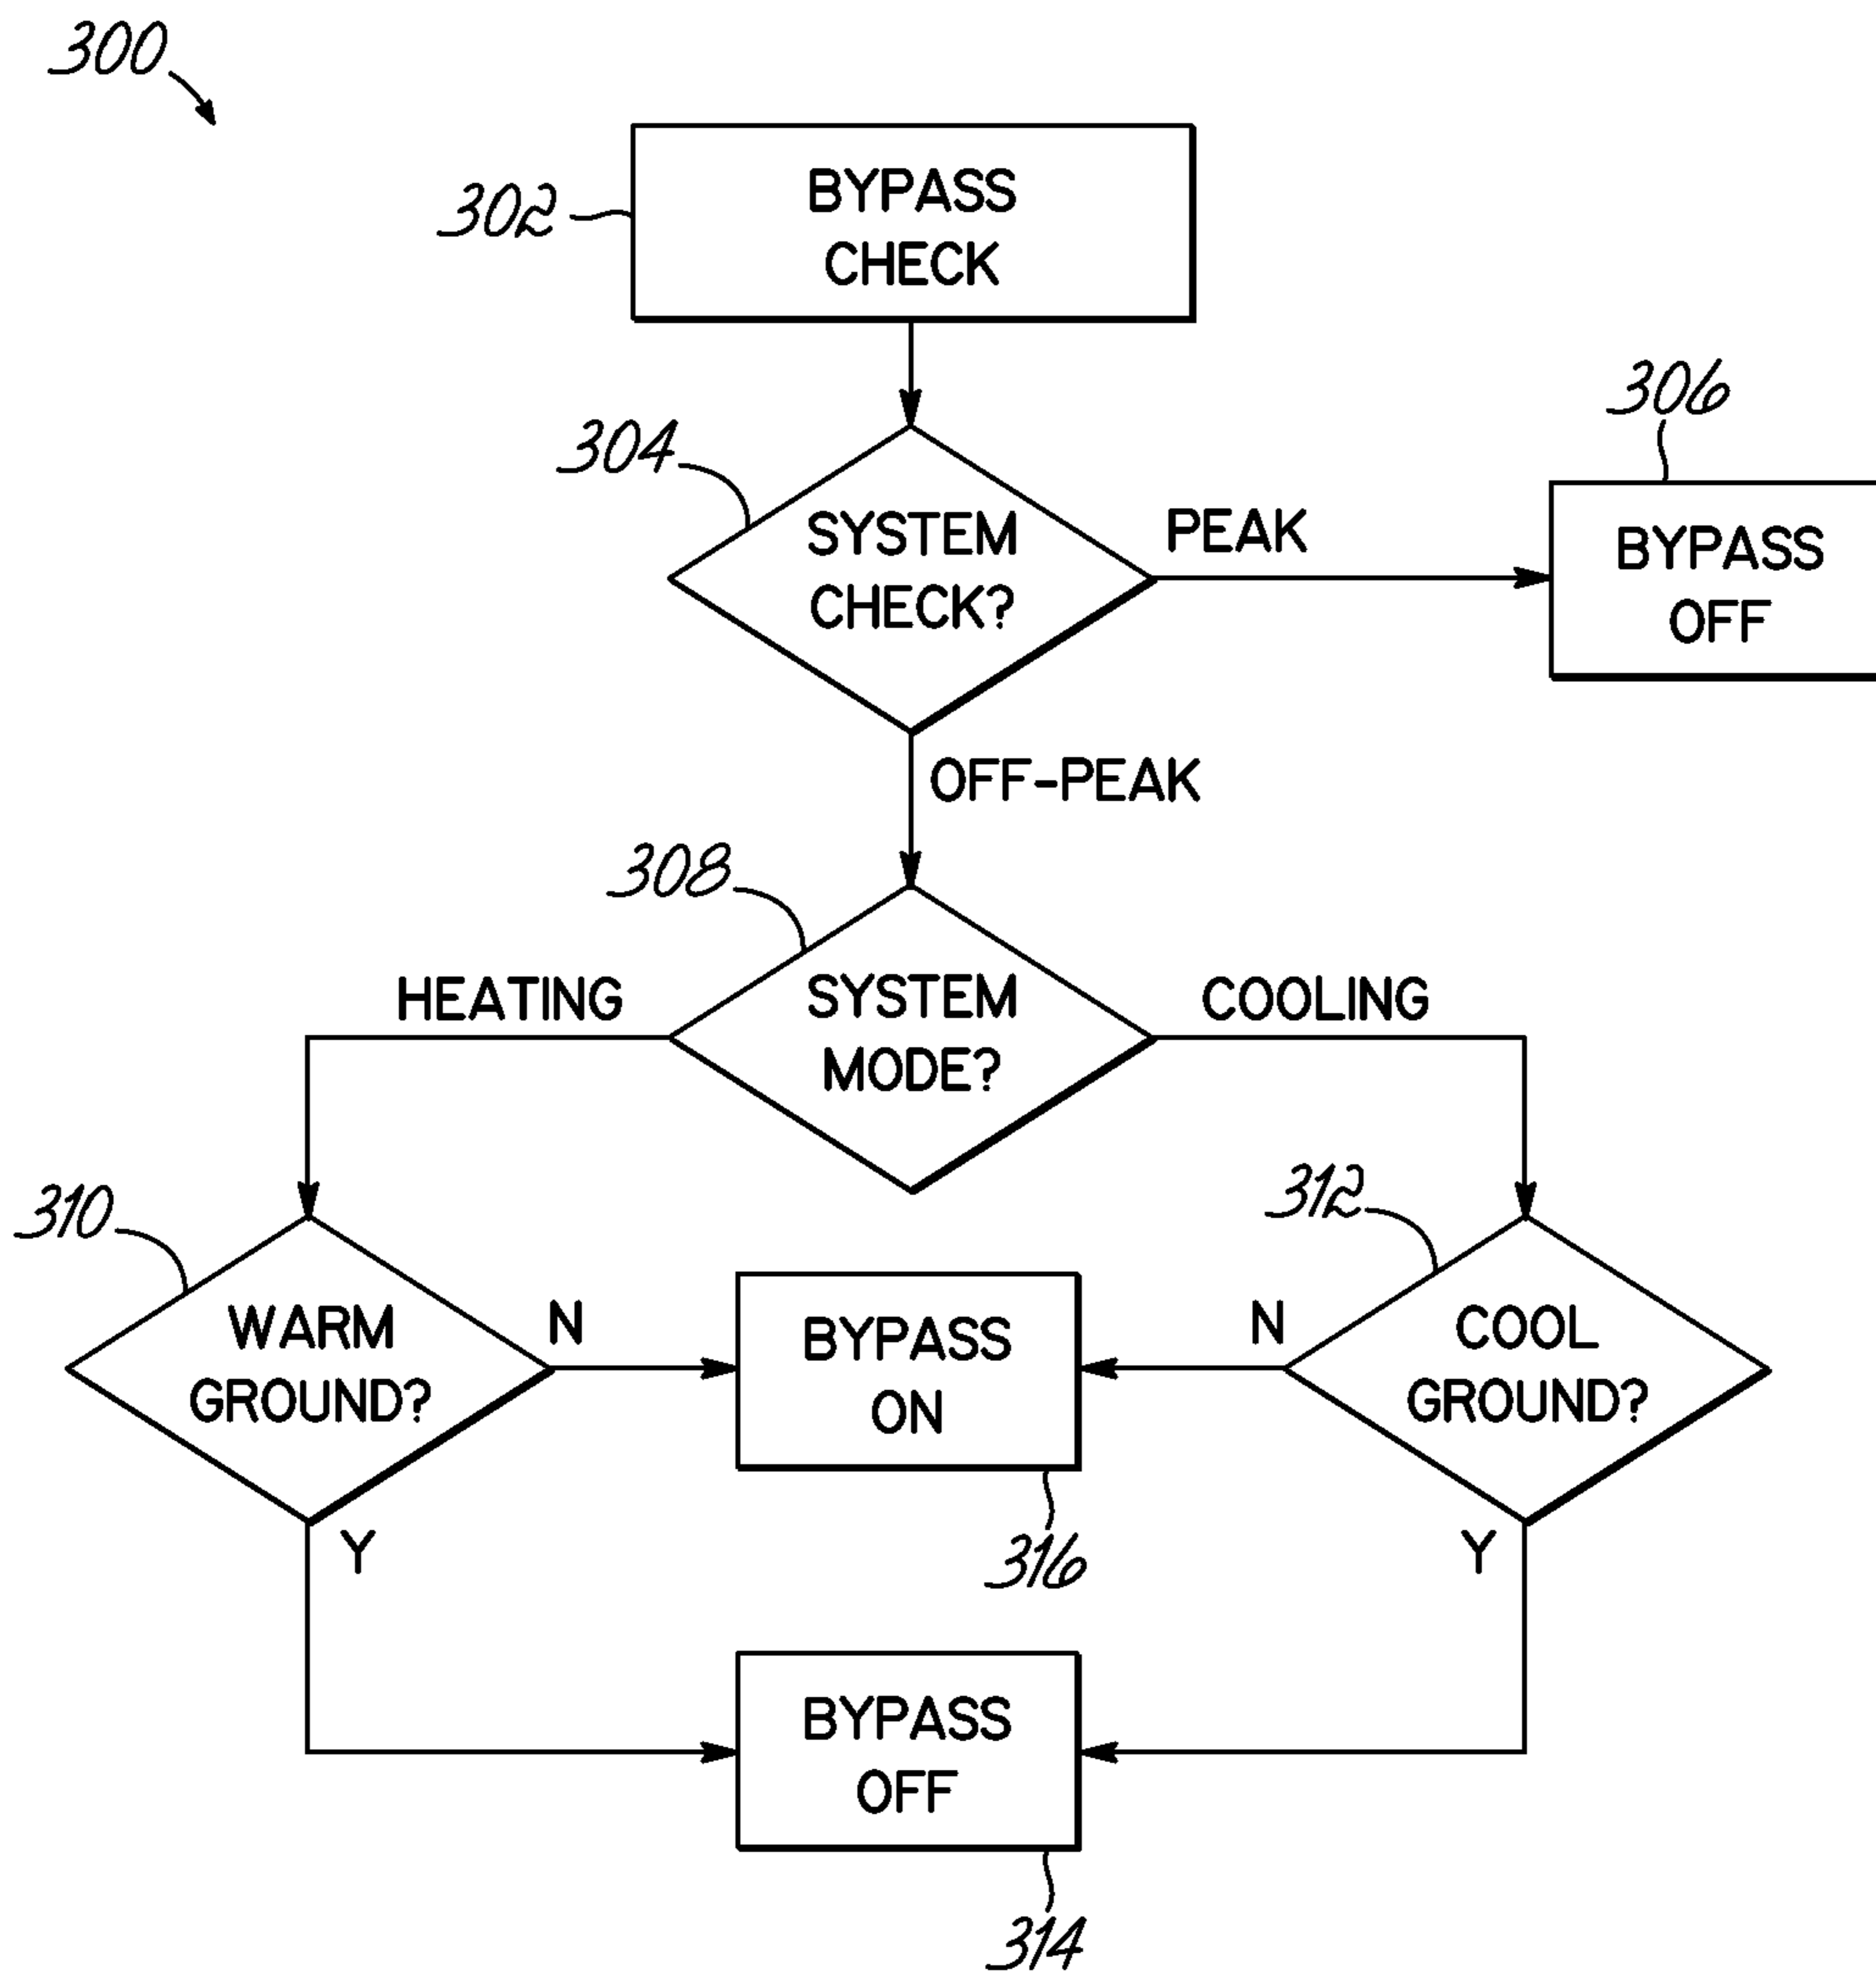 300
302
BYPASS
CHECK
304
SYSTEM
CHECK?
PEAK
306
BYPASS
OFF
OFF-PEAK
308
SYSTEM
MODE?
HEATING
COOLING
310
WARM
GROUND?
N
BYPASS
ON
316
312
N
COOL
GROUND?
Y
Y
BYPASS
OFF
314